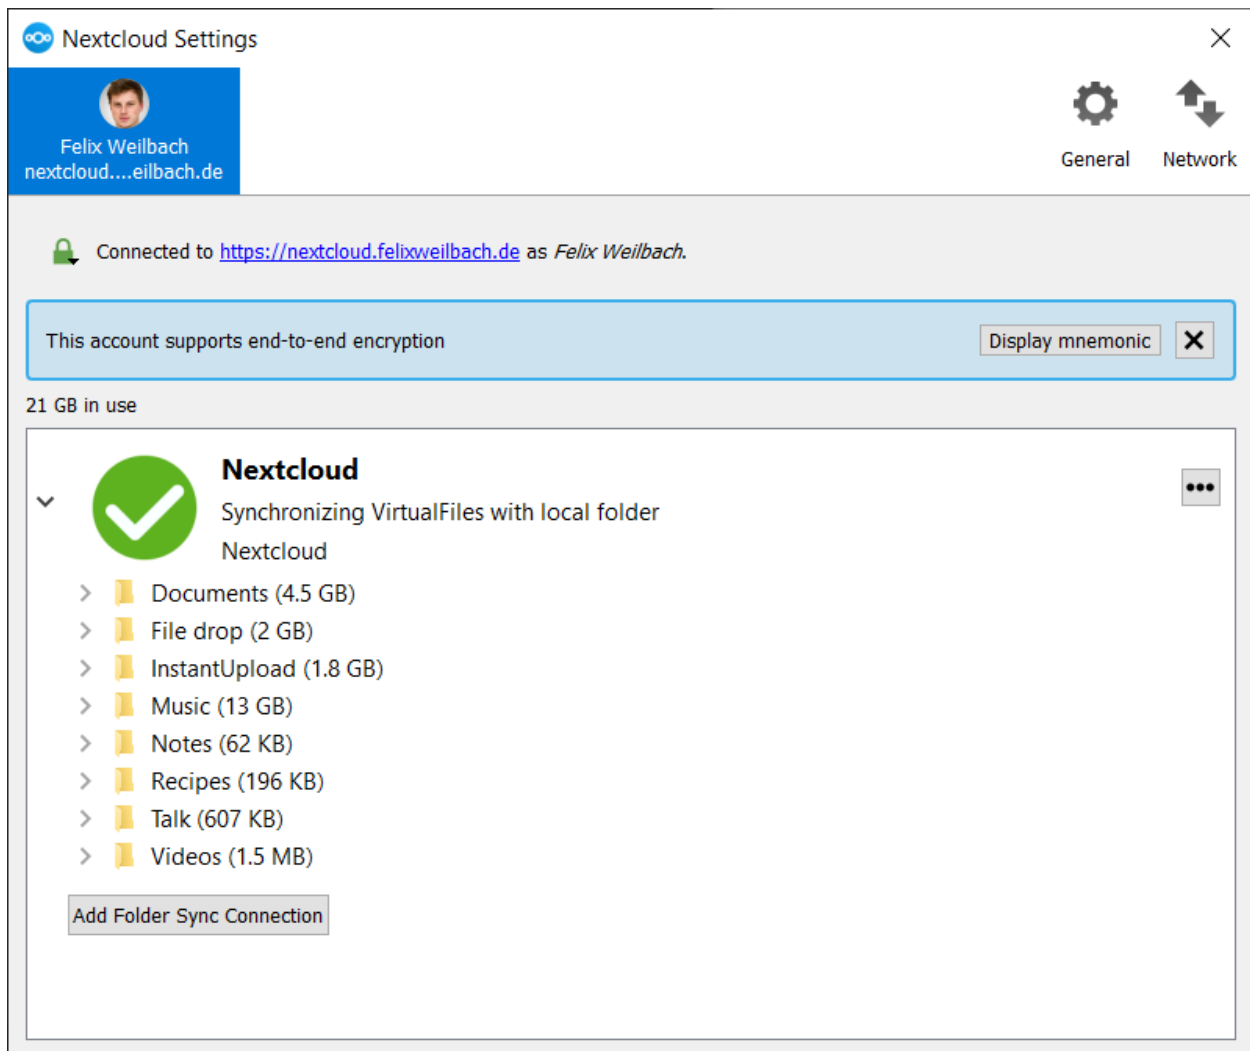 Nextcloud Settings
Felix Weilbach
nextcloud....eilbach.de
General
Network
Connected to https://nextcloud.felixweilbach.de as Felix Weilbach.
This account supports end-to-end encryption
Display mnemonic
21 GB in use
Nextcloud
Synchronizing VirtualFiles with local folder
Nextcloud
Documents (4.5 GB)
File drop (2 GB)
InstantUpload (1.8 GB)
Music (13 GB)
Notes (62 KB)
Recipes (196 KB)
Talk (607 KB)
Videos (1.5 MB)
Add Folder Sync Connection